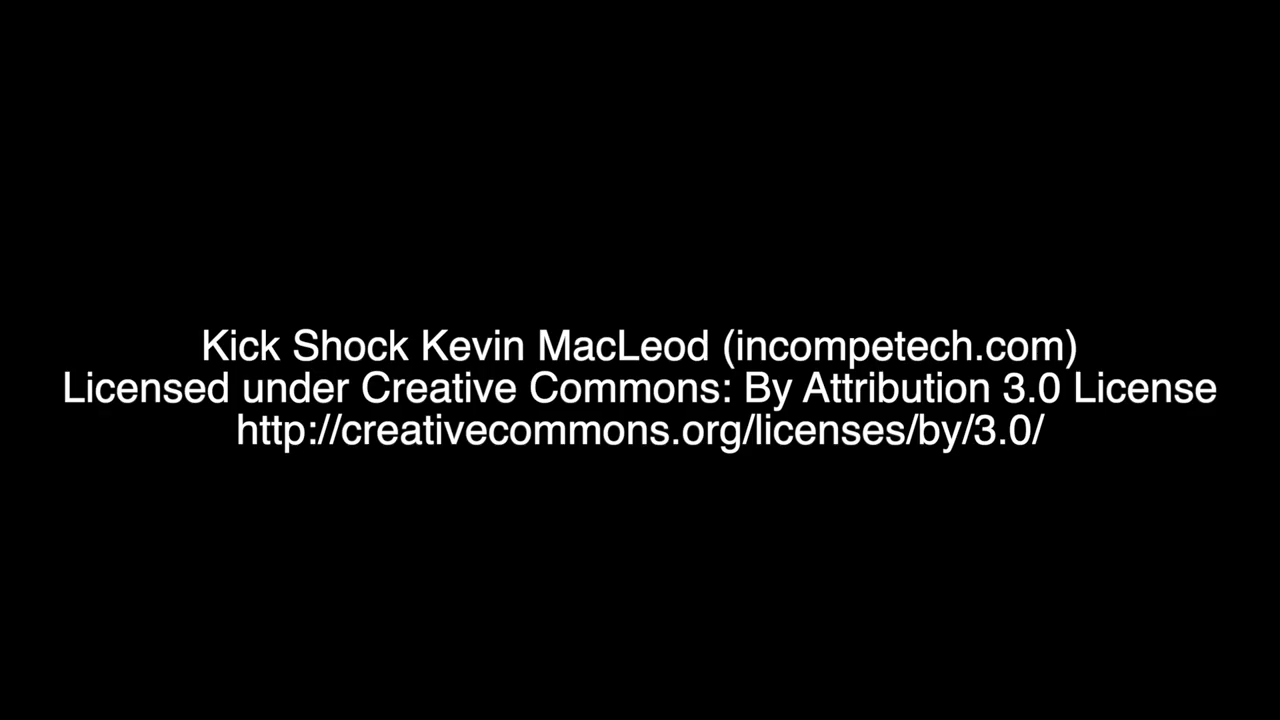 Kick Shock Kevin MacLeod (incompetech.com)
Licensed under Creative Commons: By Attribution 3.0 License
http://creativecommons.org/licenses/by/3.0/